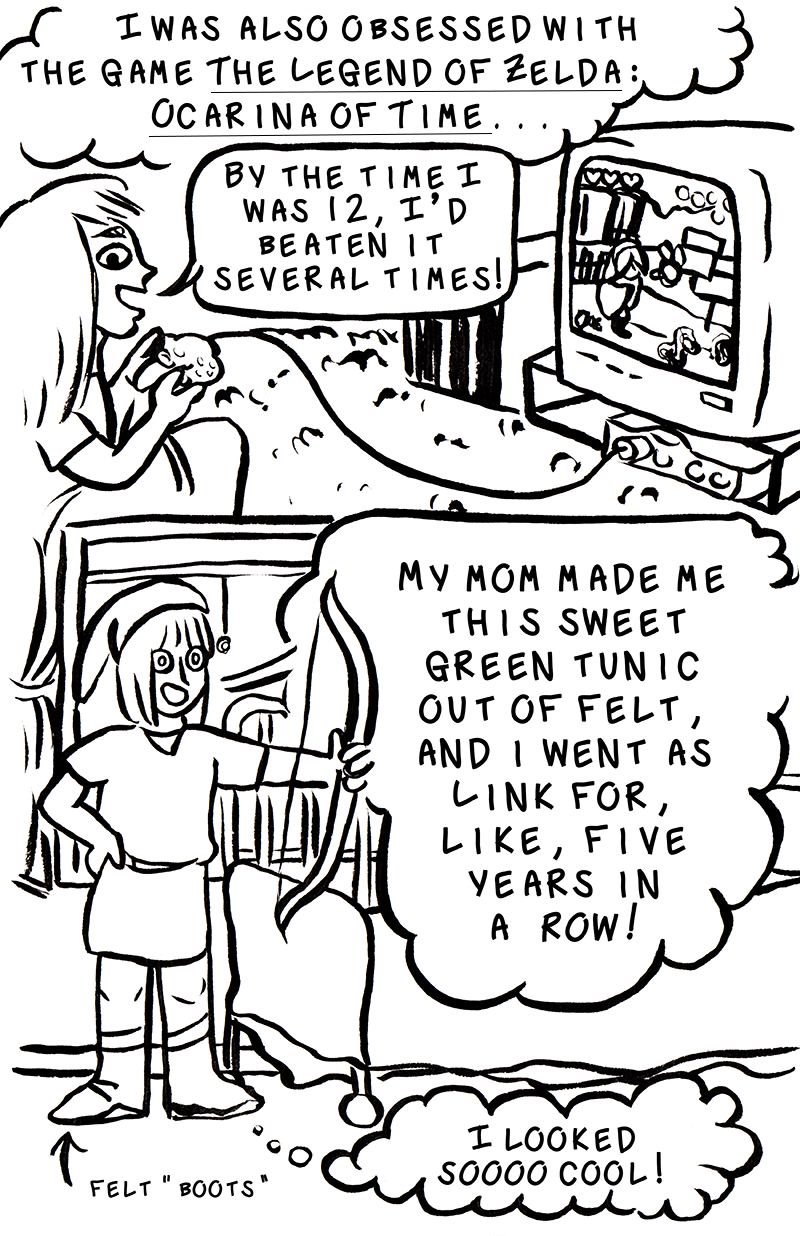 I WAS ALSO OBSESSED WITH
THE GAME THE LEGEND OF ZELDA:
OCARINA OF TIME...
BY THE TIME I
WAS 12, I'D
BEATEN IT
SEVERAL TIMES!
MY MOM MADE ME
THIS SWEET
GREEN TUNIC
OUT OF FELT,
AND I WENT AS
LINK FOR,
LIKE, FIVE
YEARS IN
A ROW!
I LOOKED
SOOOO COOL!
FELT "BOOTS"